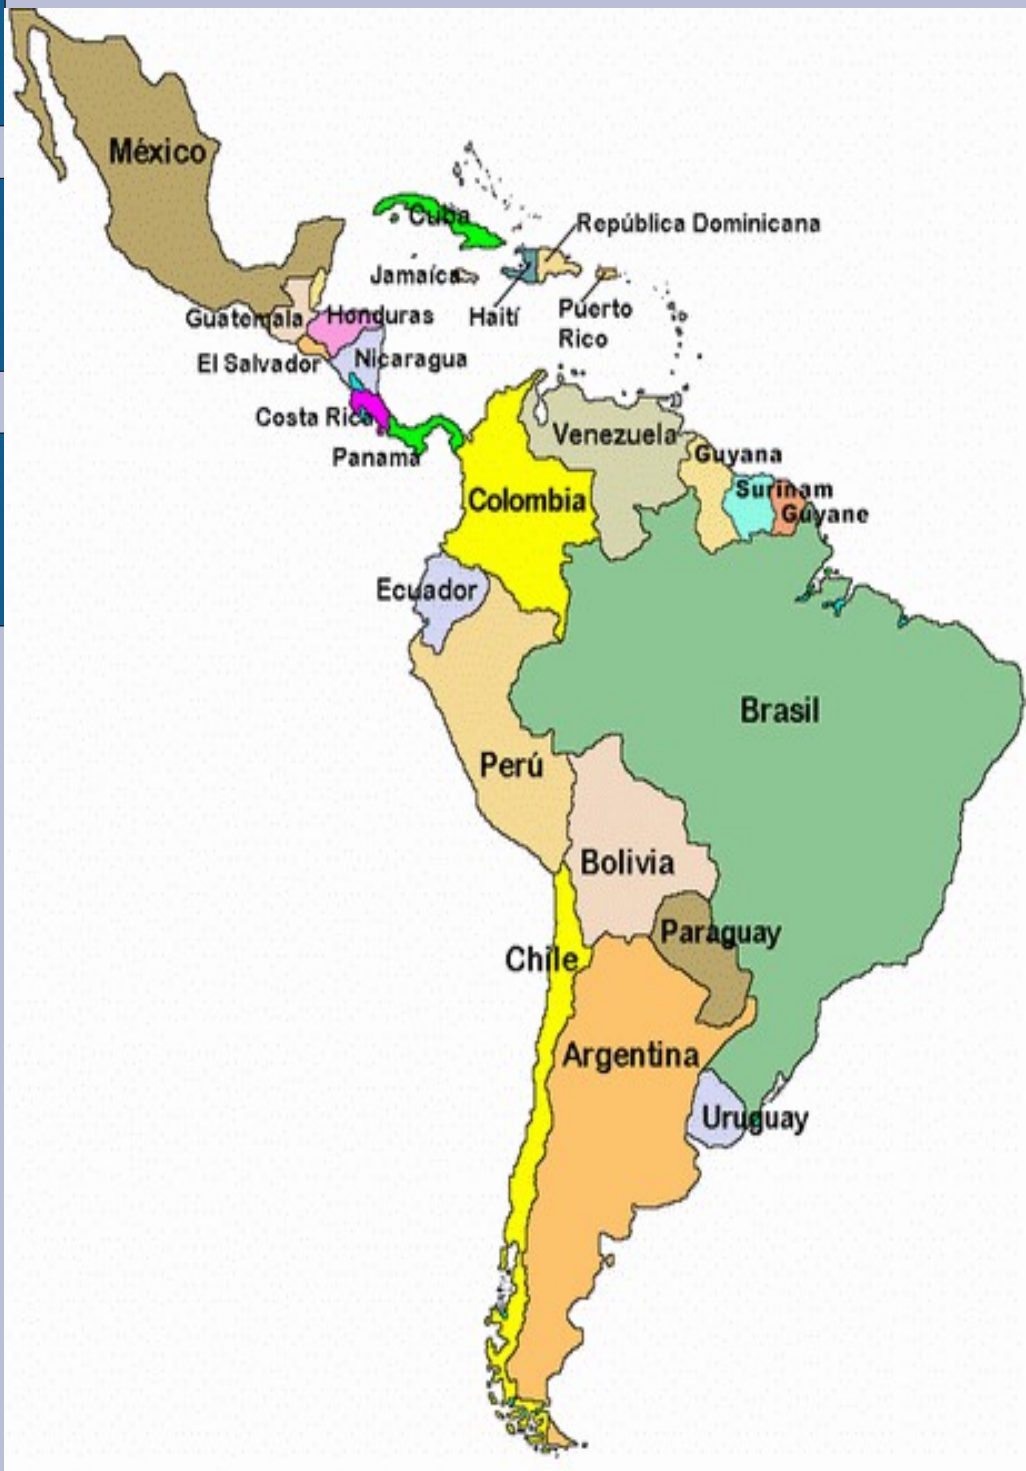 México
Cuba
República Dominicana
Jamaíca
Haití
Puerto
Rico
Guatemala
Honduras
El Salvador
Nicaragua
Costa Rica
Panamá
Venezuela
Guyana
Surinam
Guyane
Colombia
Ecuador
Brasil
Perú
Bolivia
Paraguay
Chile
Argentina
Uruguay